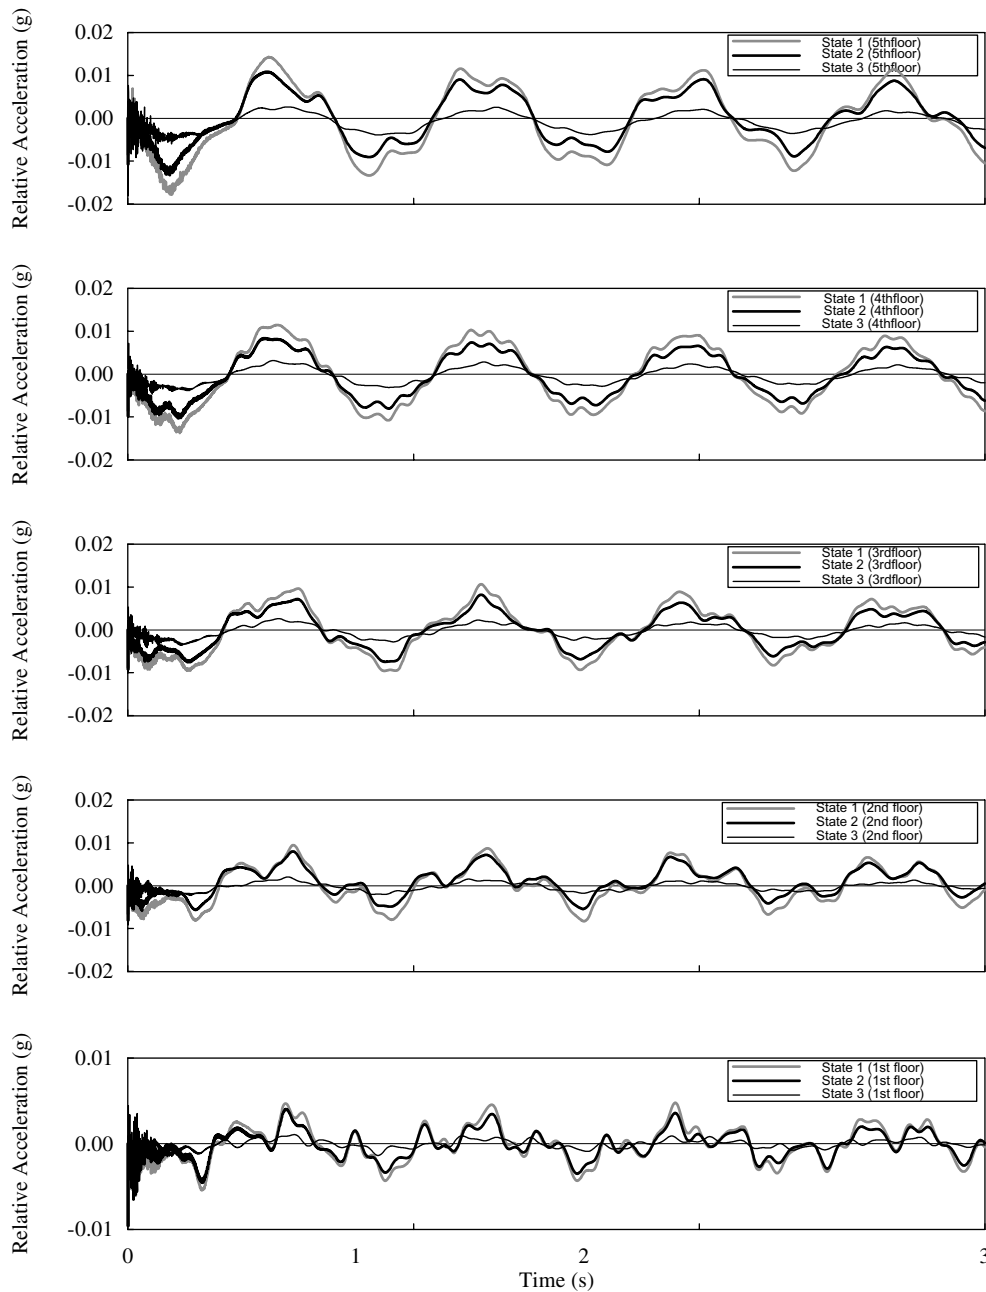 Relative Acceleration (g)
0.02
0.01
0.00
-0.01
-0.02
State 1 (5thfloor)
State 2 (5thfloor)
State 3 (5thfloor)
Relative Acceleration (g)
0.02
0.01
0.00
-0.01
-0.02
State 1 (4thfloor)
State 2 (4thfloor)
State 3 (4thfloor)
Relative Acceleration (g)
0.02
0.01
0.00
-0.01
-0.02
State 1 (3rdfloor)
State 2 (3rdfloor)
State 3 (3rdfloor)
Relative Acceleration (g)
0.02
0.01
0.00
-0.01
-0.02
State 1 (2nd floor)
State 2 (2nd floor)
State 3 (2nd floor)
Relative Acceleration (g)
0.01
0.00
-0.01
State 1 (1st floor)
State 2 (1st floor)
State 3 (1st floor)
0 1 2 3
Time (s)